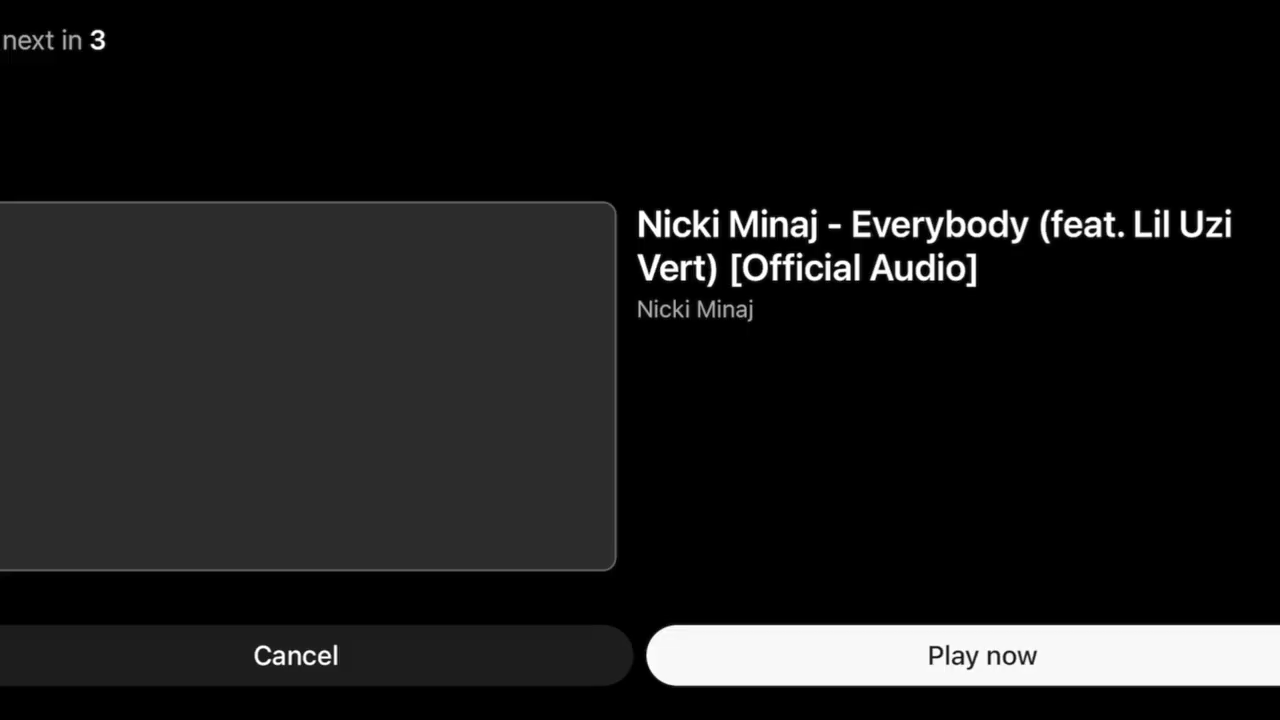 next in 3
Nicki Minaj - Everybody (feat. Lil Uzi
Vert) [Official Audio]
Nicki Minaj
Cancel
Play now